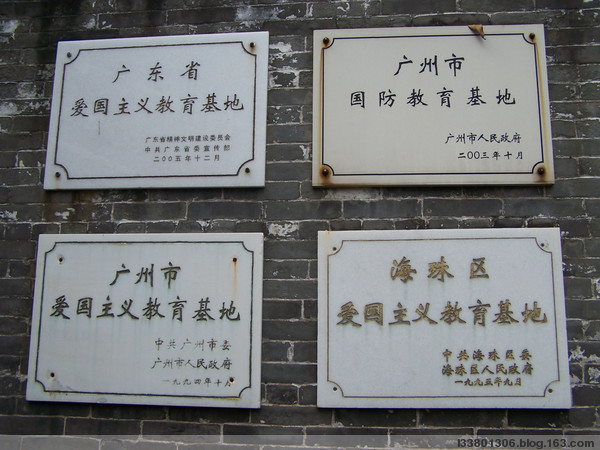 广东省
爱国主义教育基地
广东省精神文明建设委员会
中共广东省委宣传部
二〇〇五年十二月
广州市
国防教育基地
广州市人民政府
二〇〇三年十月
广州市
爱国主义教育基地
中共广州市委
广州市人民政府
一九九四年十月
海珠区
爱国主义教育基地
中共海珠区委
海珠区人民政府
一九九五年九月
l33801306.blog.163.com